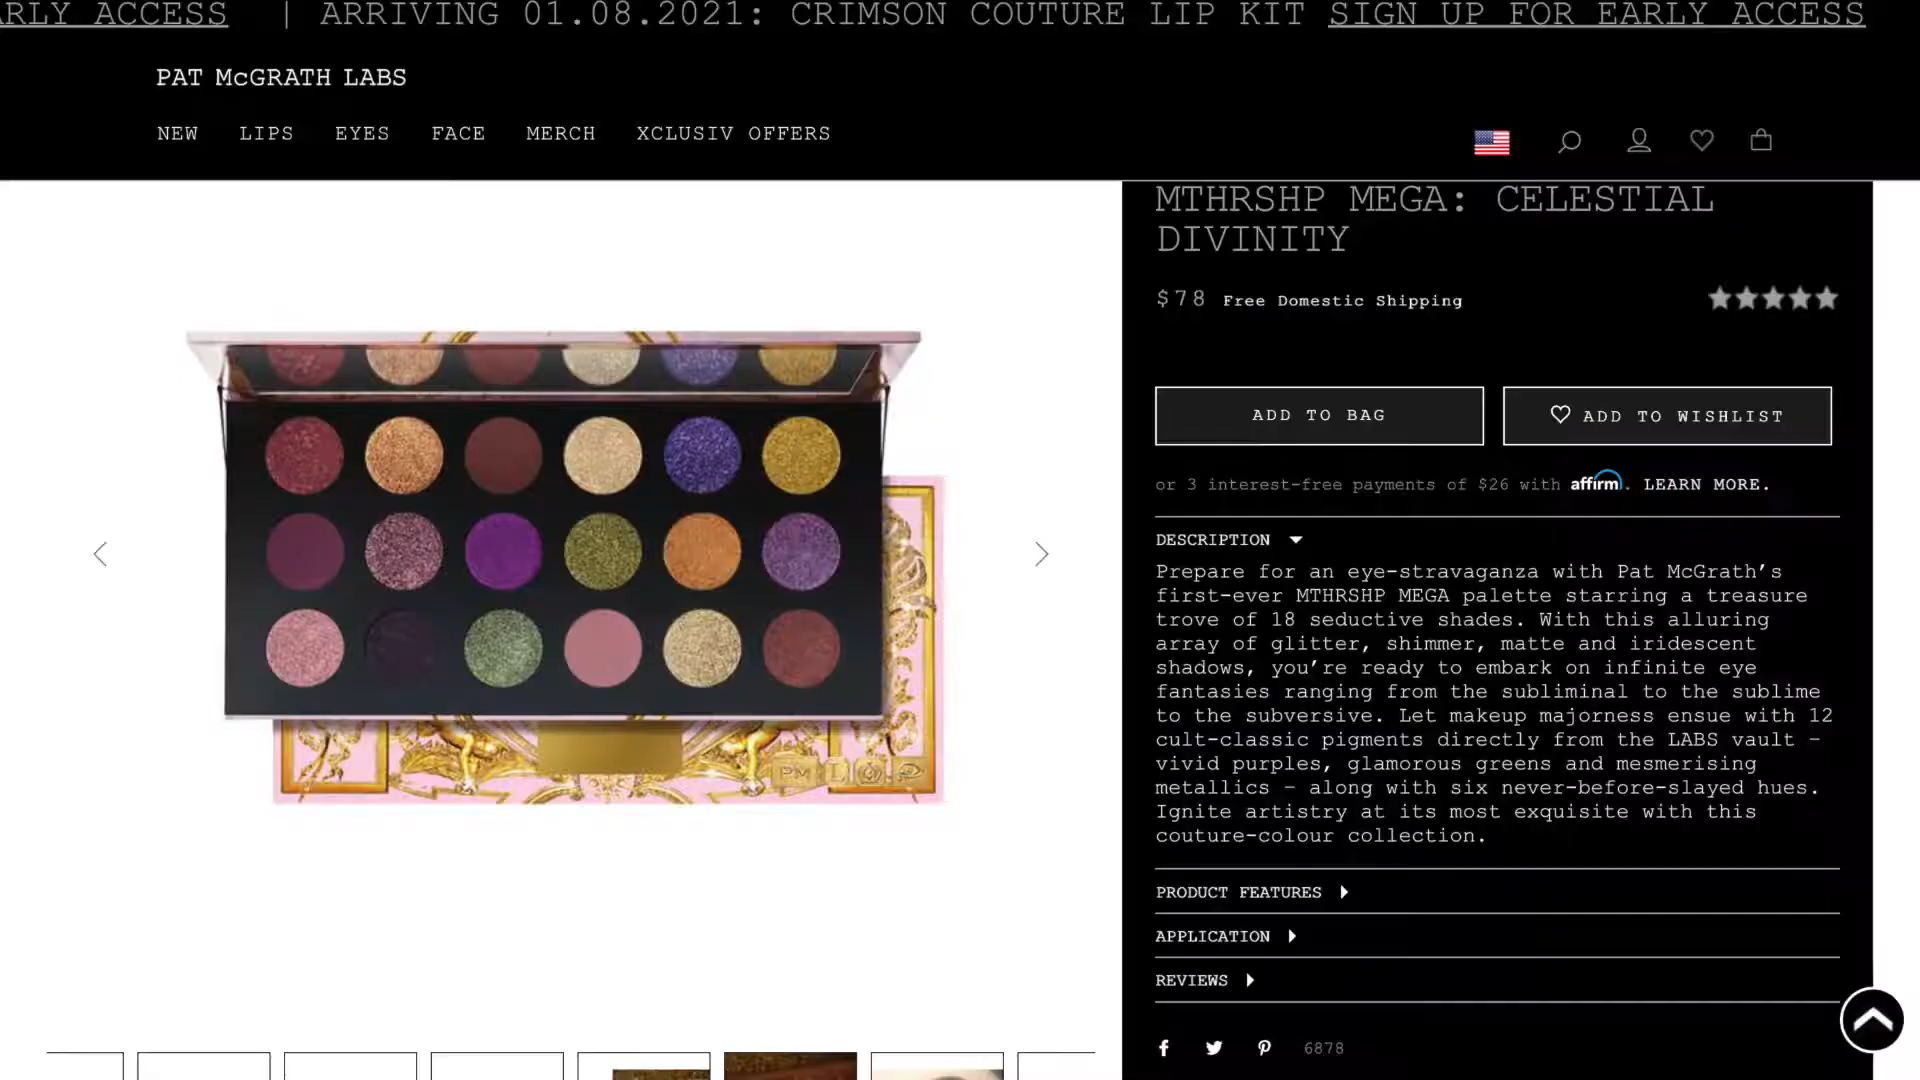 ARLY ACCESS | ARRIVING 01.08.2021: CRIMSON COUTURE LIP KIT SIGN UP FOR EARLY ACCESS
PAT McGRATH LABS
NEW LIPS EYES FACE MERCH XCLUSIV OFFERS
MTHRSHP MEGA: CELESTIAL
DIVINITY
$78 Free Domestic Shipping
ADD TO BAG
ADD TO WISHLIST
or 3 interest-free payments of $26 with affirm. LEARN MORE.
DESCRIPTION
Prepare for an eye-stravaganza with Pat McGrath’s
first-ever MTHRSHP MEGA palette starring a treasure
trove of 18 seductive shades. With this alluring
array of glitter, shimmer, matte and iridescent
shadows, you’re ready to embark on infinite eye
fantasies ranging from the subliminal to the sublime
to the subversive. Let makeup majorness ensue with 12
cult-classic pigments directly from the LABS vault –
vivid purples, glamorous greens and mesmerising
metallics – along with six never-before-slayed hues.
Ignite artistry at its most exquisite with this
couture-colour collection.
PRODUCT FEATURES
APPLICATION
REVIEWS
6878
PM L